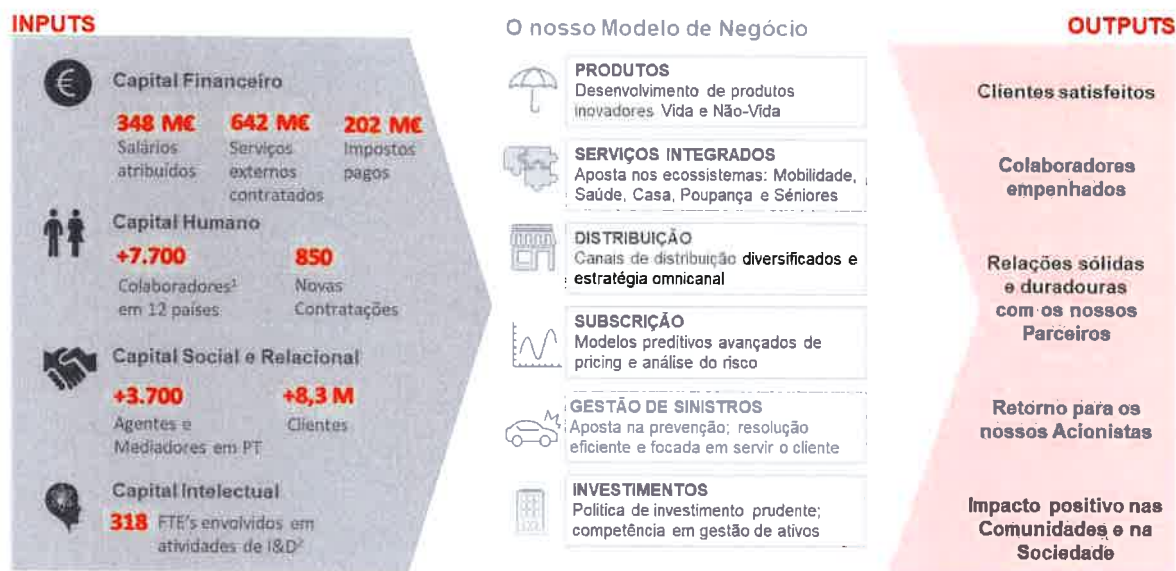 INPUTS
Capital Financeiro
348 M€
Salários
atribuídos
642 M€
Serviços
externos
contratados
202 M€
Impostos
pagos
Capital Humano
+7.700
Colaboradores¹
em 12 países
850
Novas
Contratações
Capital Social e Relacional
+3.700
Agentes e
Mediadores em PT
+8,3 M
Clientes
Capital Intelectual
318 FTE's envolvidos em
atividades de I&D²
O nosso Modelo de Negócio
PRODUTOS
Desenvolvimento de produtos
inovadores Vida e Não-Vida
SERVIÇOS INTEGRADOS
Aposta nos ecossistemas: Mobilidade,
Saúde, Casa, Poupança e Séniores
DISTRIBUIÇÃO
Canais de distribuição diversificados e
estratégia omnicanal
SUBSCRIÇÃO
Modelos preditivos avançados de
pricing e análise do risco
GESTÃO DE SINISTROS
Aposta na prevenção; resolução
eficiente e focada em servir o cliente
INVESTIMENTOS
Politica de investimento prudente;
competência em gestão de ativos
OUTPUTS
Clientes satisfeitos
Colaboradores
empenhados
Relações sólidas
e duradouras
com os nossos
Parceiros
Retorno para os
nossos Acionistas
Impacto positivo nas
Comunidades e na
Sociedade